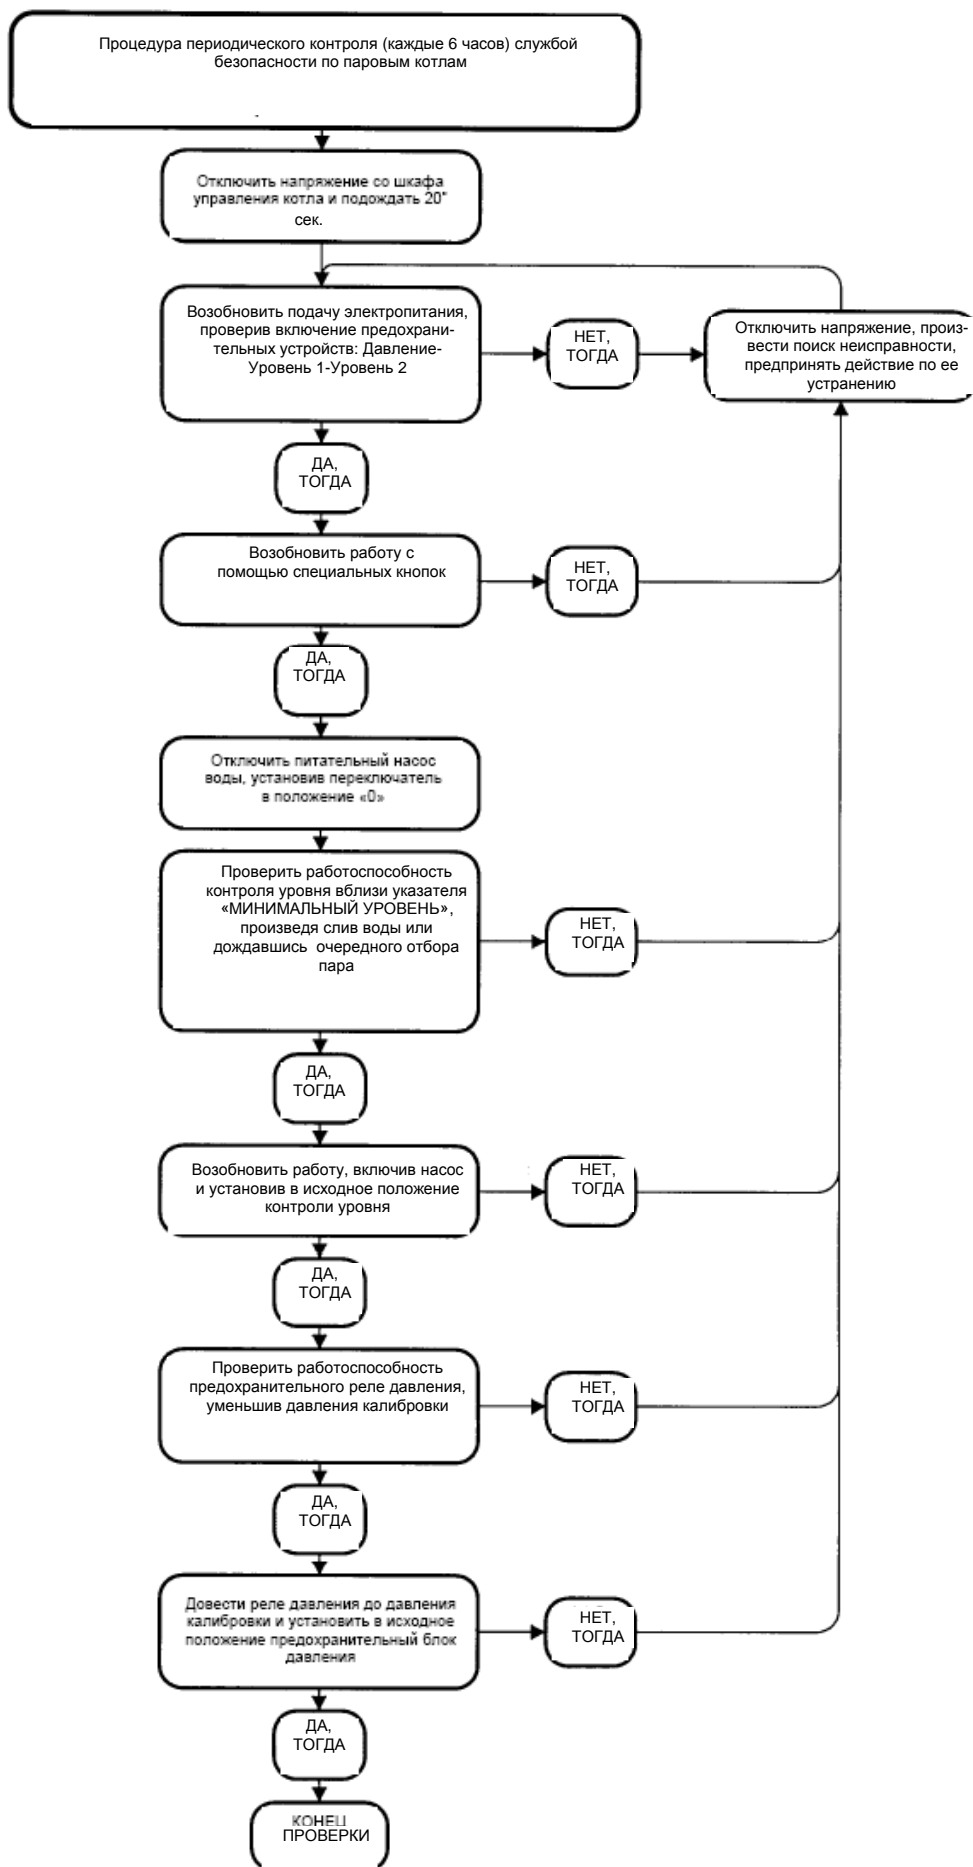 Процедура периодического контроля (каждые 6 часов) службой
безопасности по паровым котлам
Отключить напряжение со шкафа
управления котла и подождать 20"
сек.
Возобновить подачу электропитания,
проверив включение предохрани-
тельных устройств: Давление-
Уровень 1-Уровень 2
НЕТ,
ТОГДА
Отключить напряжение, произ-
вести поиск неисправности,
предпринять действие по ее
устранению
ДА,
ТОГДА
Возобновить работу с
помощью специальных кнопок
НЕТ,
ТОГДА
ДА,
ТОГДА
Отключить питательный насос
воды, установив переключатель
в положение «0»
Проверить работоспособность
контроля уровня вблизи указателя
«МИНИМАЛЬНЫЙ УРОВЕНЬ»,
произведя слив воды или
дождавшись очередного отбора
пара
НЕТ,
ТОГДА
ДА,
ТОГДА
Возобновить работу, включив насос
и установив в исходное положение
контроли уровня
НЕТ,
ТОГДА
ДА,
ТОГДА
Проверить работоспособность
предохранительного реле давления,
уменьшив давления калибровки
НЕТ,
ТОГДА
ДА,
ТОГДА
Довести реле давления до давления
калибровки и установить в исходное
положение предохранительный блок
давления
НЕТ,
ТОГДА
ДА,
ТОГДА
КОНЕЦ
ПРОВЕРКИ